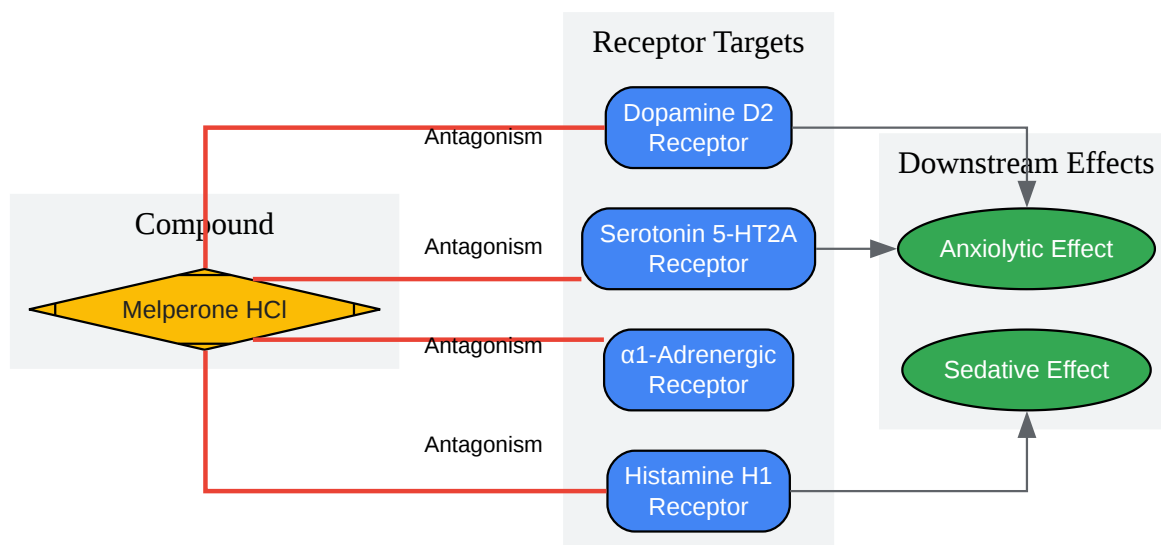 Receptor Targets
Dopamine D2
Receptor
Antagonism
Downstream Effects
Compound
Serotonin 5-HT2A
Receptor
Antagonism
Anxiolytic Effect
Melperone HCl
Antagonism
α1-Adrenergic
Receptor
Sedative Effect
Antagonism
Histamine H1
Receptor